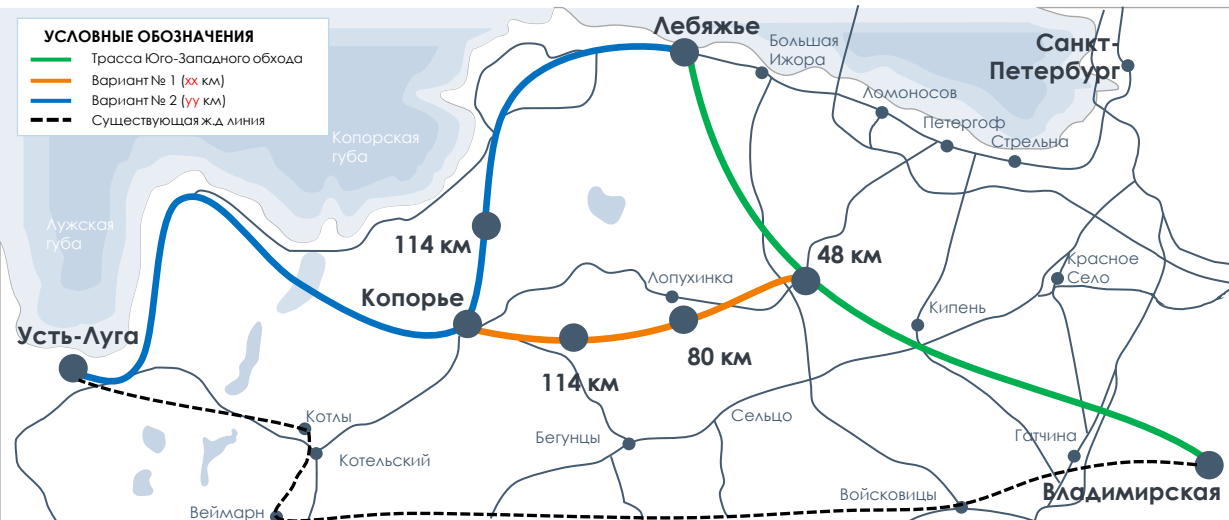 УСЛОВНЫЕ ОБОЗНАЧЕНИЯ
Трасса Юго-Западного обхода
Вариант № 1 (xx км)
Вариант № 2 (yy км)
Существующая ж.д линия
Лебяжье
Большая
Ижора
Санкт-
Петербург
Ломоносов
Петергоф
Стрельна
Копорская
губа
Лужская
губа
114 км
48 км
Красное
Село
Лопухинка
Копорье
Кипень
Усть-Луга
80 км
114 км
Котлы
Сельцо
Бегунцы
Гатчина
Котельский
Владимирская
Войсковицы
Веймарн